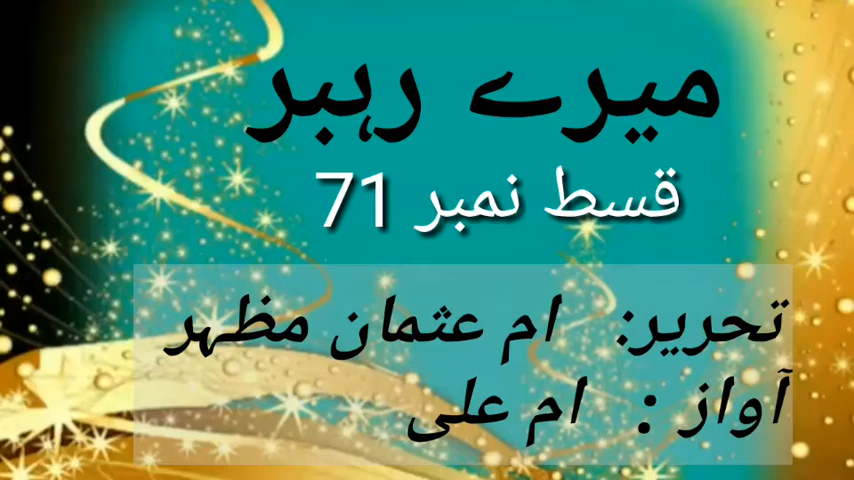 میرے رہبر
قسط نمبر 71
تحریر: ام عثمان مظہر
آواز : ام علی